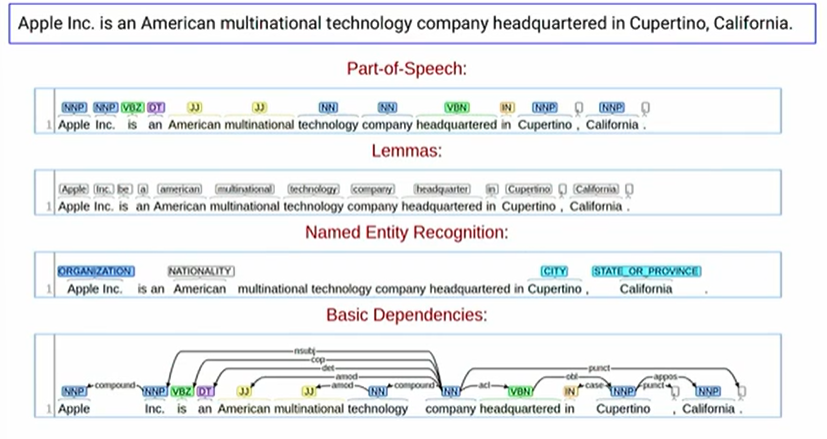 Apple Inc. is an American multinational technology company headquartered in Cupertino, California.
Part-of-Speech:
NNP NNP VBZ DT JJ JJ NN NN VBN IN NNP , NNP .
1 Apple Inc. is an American multinational technology company headquartered in Cupertino , California .
Lemmas:
Apple Inc. be a american multinational technology company headquarter in Cupertino , California .
1 Apple Inc. is an American multinational technology company headquartered in Cupertino , California .
Named Entity Recognition:
ORGANIZATION NATIONALITY CITY STATE_OR_PROVINCE
1 Apple Inc. is an American multinational technology company headquartered in Cupertino , California .
Basic Dependencies:
nsubj
cop
det punct
amod obl appos
compound amod compound acl case punct
NNP NNP VBZ DT JJ JJ NN NN VBN IN NNP , NNP .
1 Apple Inc. is an American multinational technology company headquartered in Cupertino , California .